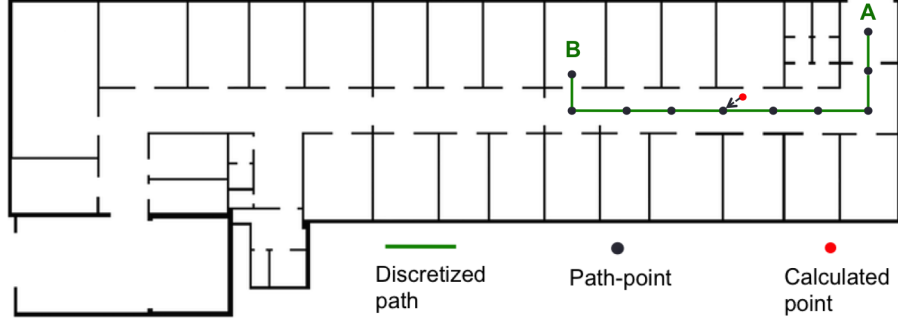 A
B
Discretized
path
Path-point
Calculated
point